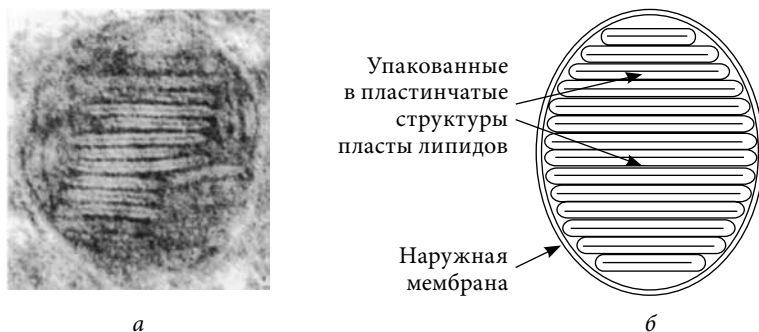 Упакованные
в пластинчатые
структуры
пласты липидов
Наружная
мембрана
а
б